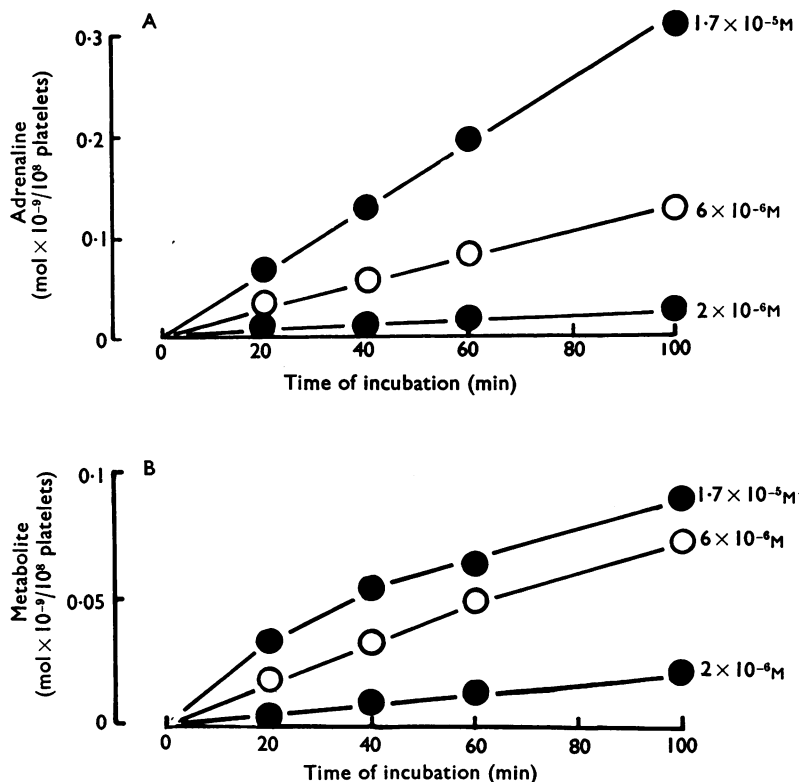 A
0·3
0·2
0·1
0
Adrenaline
(mol × 10⁻⁹/10⁸ platelets)
1·7 × 10⁻⁵M
6 × 10⁻⁶M
2 × 10⁻⁶M
0 20 40 60 80 100
Time of incubation (min)
B
0·1
0·05
0
Metabolite
(mol × 10⁻⁹/10⁸ platelets)
1·7 × 10⁻⁵M
6 × 10⁻⁶M
2 × 10⁻⁶M
0 20 40 60 80 100
Time of incubation (min)